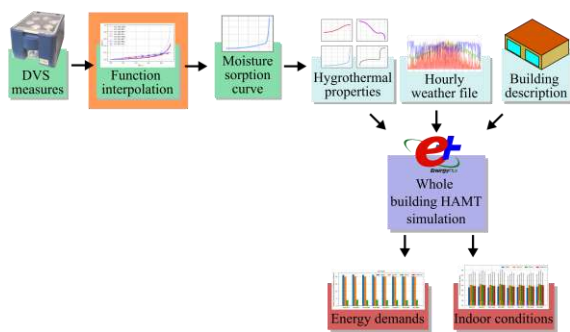 DVS
measures
Function
interpolation
Moisture
sorption
curve
Hygrothermal
properties
Hourly
weather file
Building
description
e+
EnergyPlus
Whole
building HAMT
simulation
Energy demands
Indoor conditions